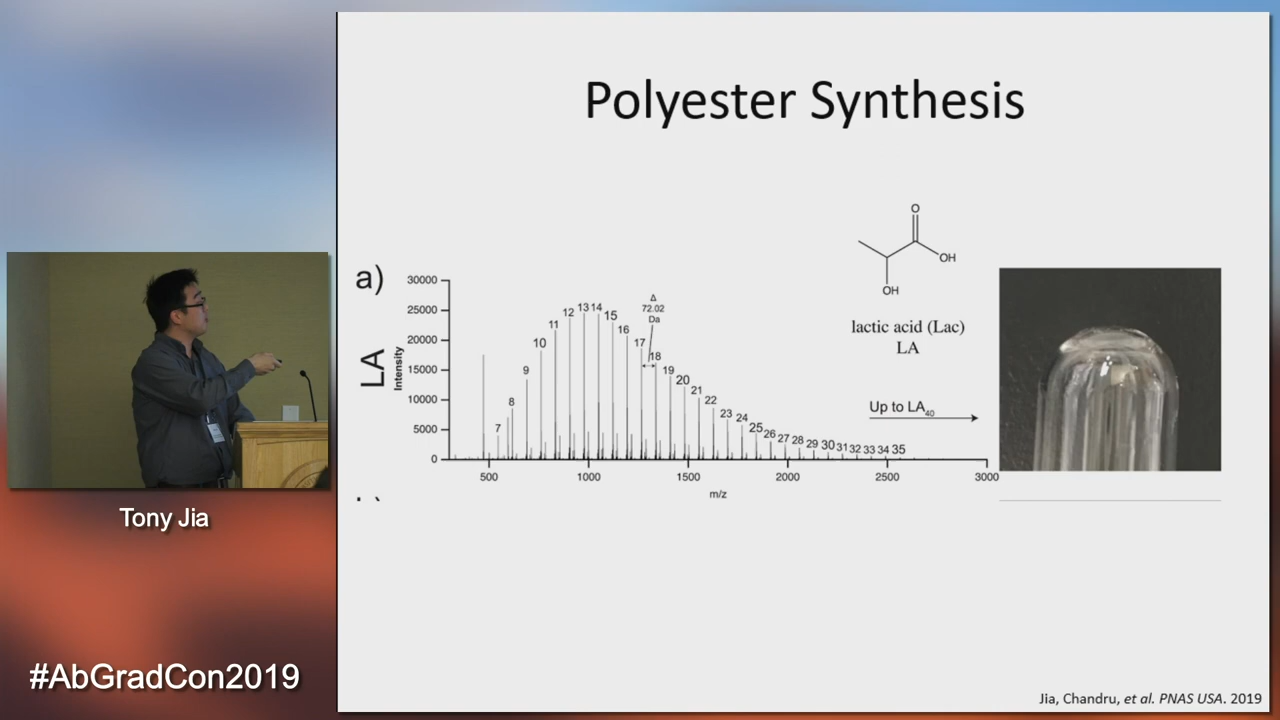 Polyester Synthesis
a)
LA
Intensity
30000
25000
20000
15000
10000
5000
0
7
8
9
10
11
12
13
14
15
16
17
18
19
20
21
22
23
24
25
26
27
28
29
30
31
32
33
34
35
Δ
72.02
Da
500
1000
1500
2000
2500
3000
m/z
O
OH
OH
lactic acid (Lac)
LA
Up to LA40
Tony Jia
#AbGradCon2019
Jia, Chandru, et al. PNAS USA. 2019